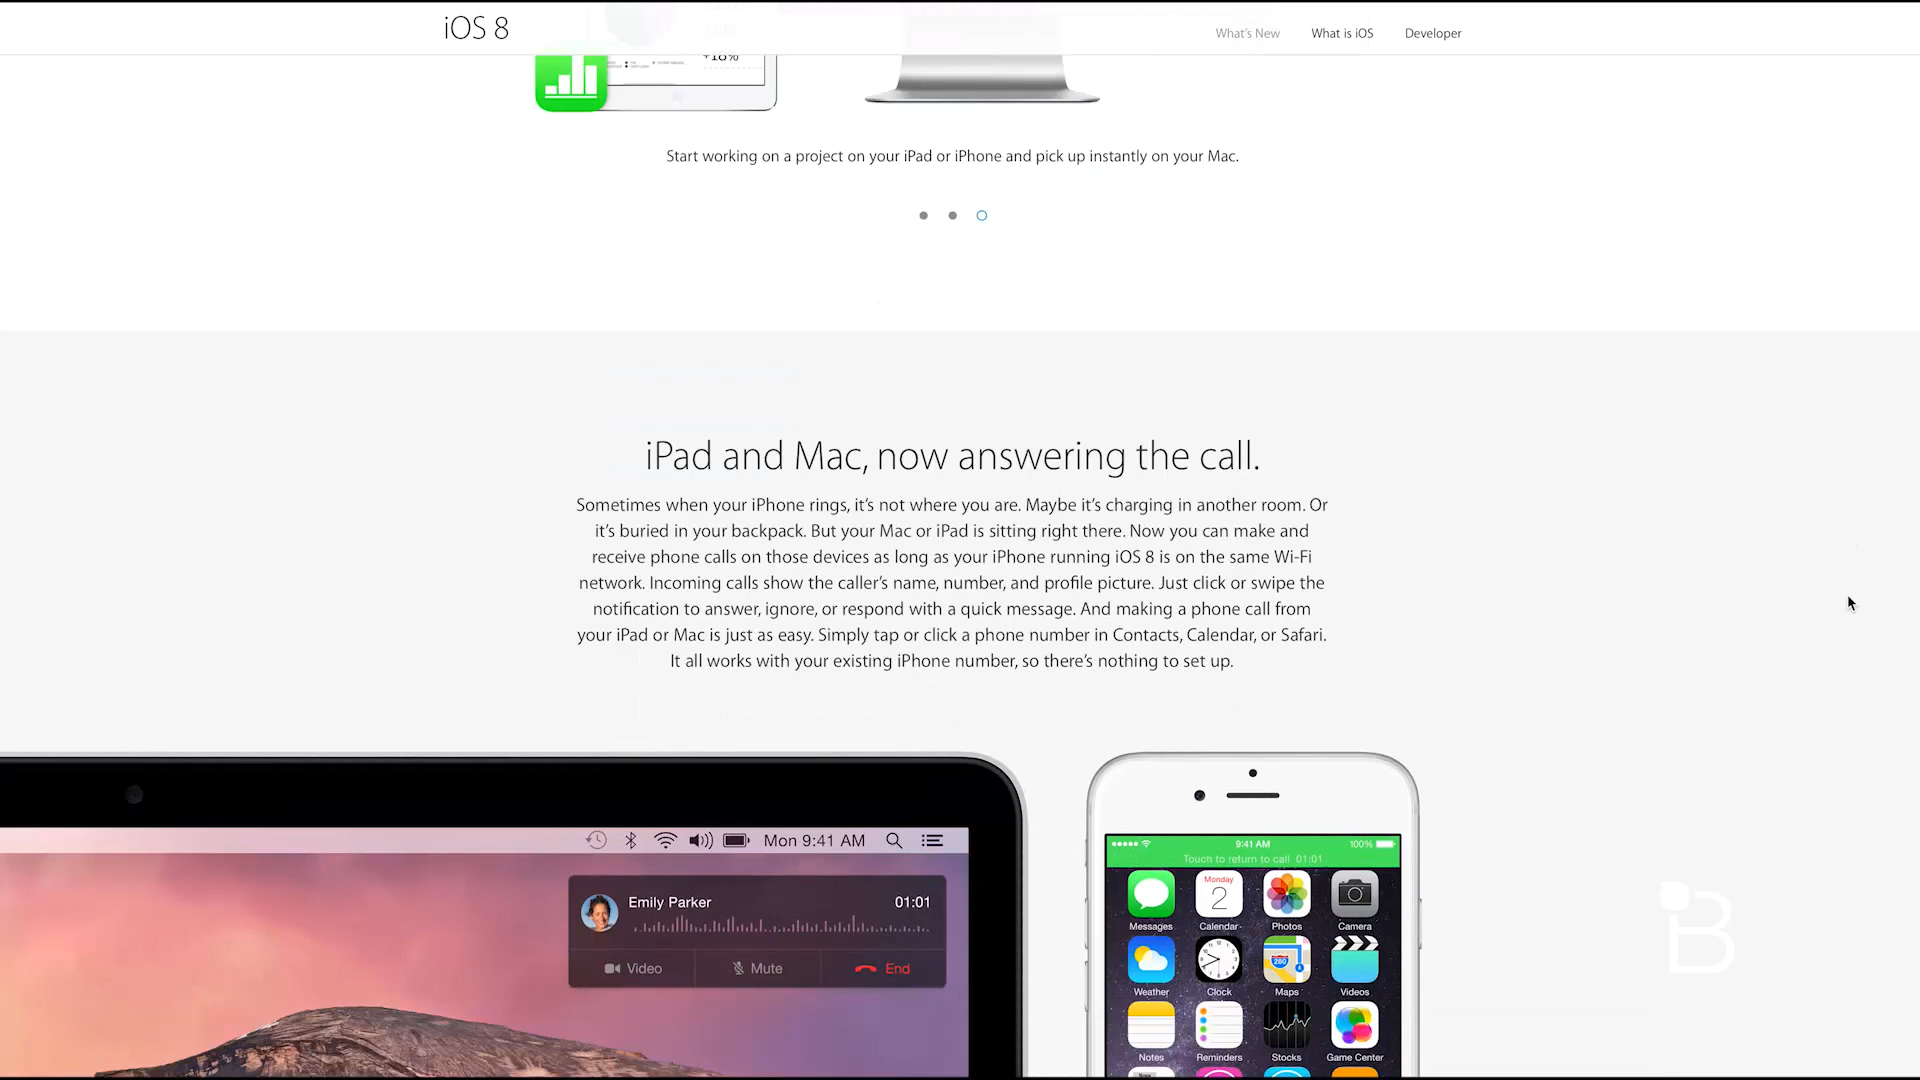 iOS 8
What's New
What is iOS
Developer
+18%
Start working on a project on your iPad or iPhone and pick up instantly on your Mac.
iPad and Mac, now answering the call.
Sometimes when your iPhone rings, it's not where you are. Maybe it's charging in another room. Or
it's buried in your backpack. But your Mac or iPad is sitting right there. Now you can make and
receive phone calls on those devices as long as your iPhone running iOS 8 is on the same Wi-Fi
network. Incoming calls show the caller's name, number, and profile picture. Just click or swipe the
notification to answer, ignore, or respond with a quick message. And making a phone call from
your iPad or Mac is just as easy. Simply tap or click a phone number in Contacts, Calendar, or Safari.
It all works with your existing iPhone number, so there's nothing to set up.
Mon 9:41 AM
Emily Parker
01:01
Video
Mute
End
9:41 AM
100%
Touch to return to call 01:01
Monday
2
Messages
Calendar
Photos
Camera
280
Weather
Clock
Maps
Videos
Notes
Reminders
Stocks
Game Center
B